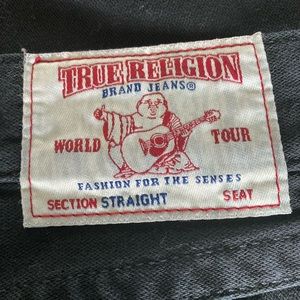 TRUE RELIGION
BRAND JEANS®
WORLD TOUR
FASHION FOR THE SENSES
SECTION STRAIGHT SEAT